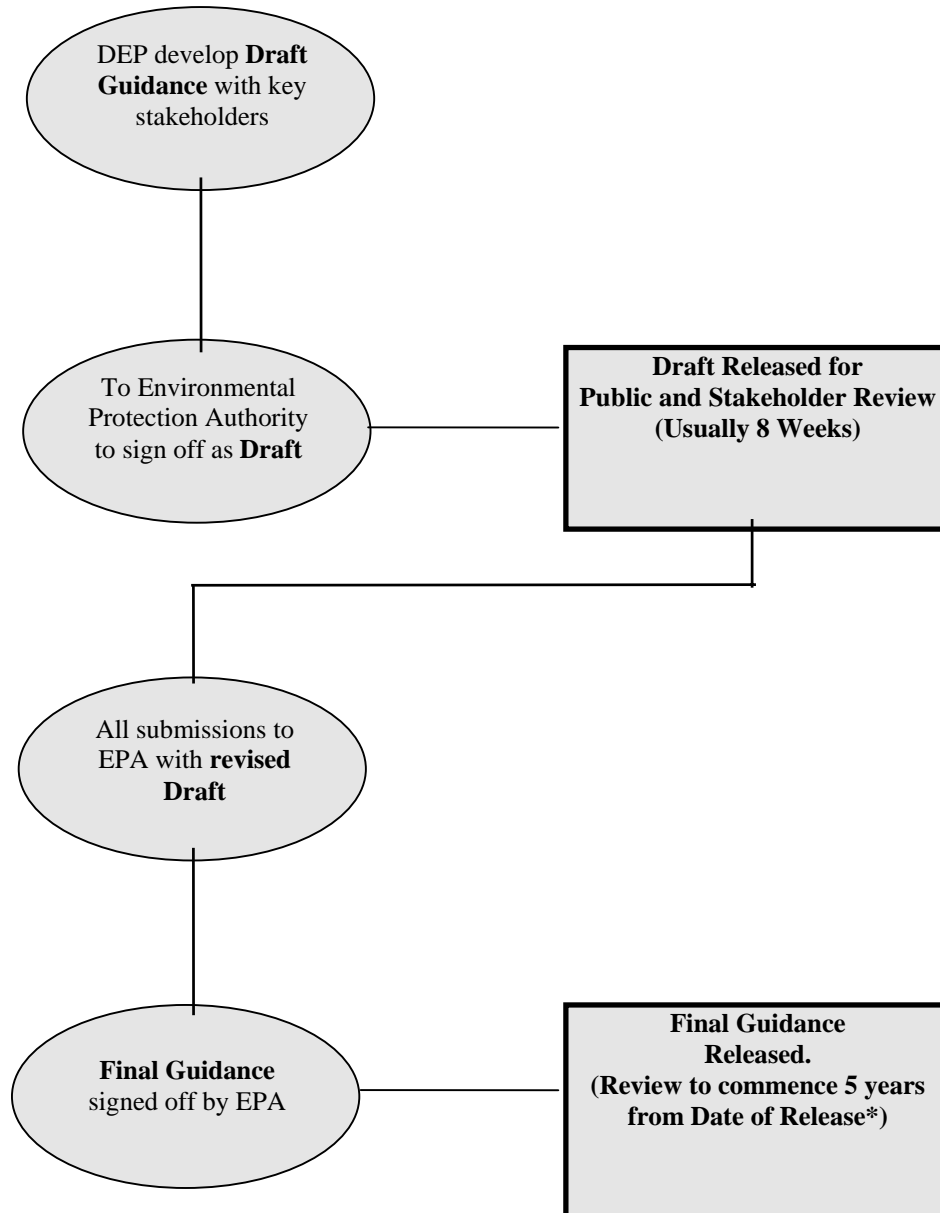 DEP develop Draft
Guidance with key
stakeholders
To Environmental
Protection Authority
to sign off as Draft
Draft Released for
Public and Stakeholder Review
(Usually 8 Weeks)
All submissions to
EPA with revised
Draft
Final Guidance
signed off by EPA
Final Guidance
Released.
(Review to commence 5 years
from Date of Release*)